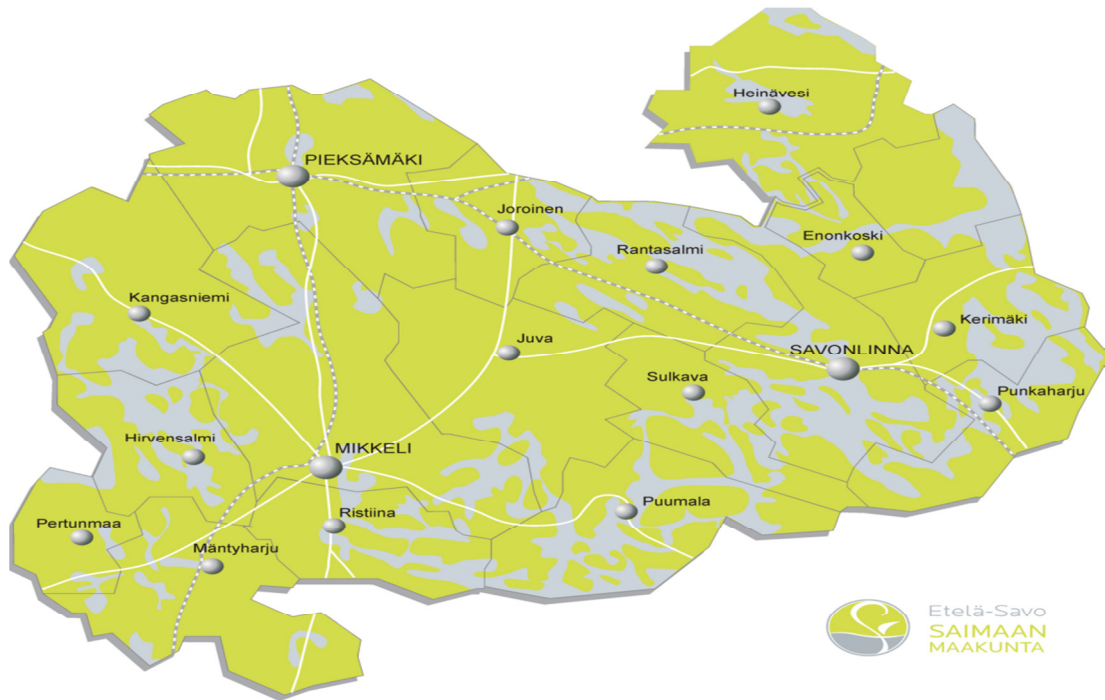 Heinävesi
PIEKSÄMÄKI
Joroinen
Rantasalmi
Enonkoski
Kangasniemi
Kerimäki
Juva
SAVONLINNA
Sulkava
Punkaharju
Hirvensalmi
MIKKELI
Puumala
Ristiina
Pertunmaa
Mäntyharju
Etelä-Savo
SAIMAAN
MAAKUNTA